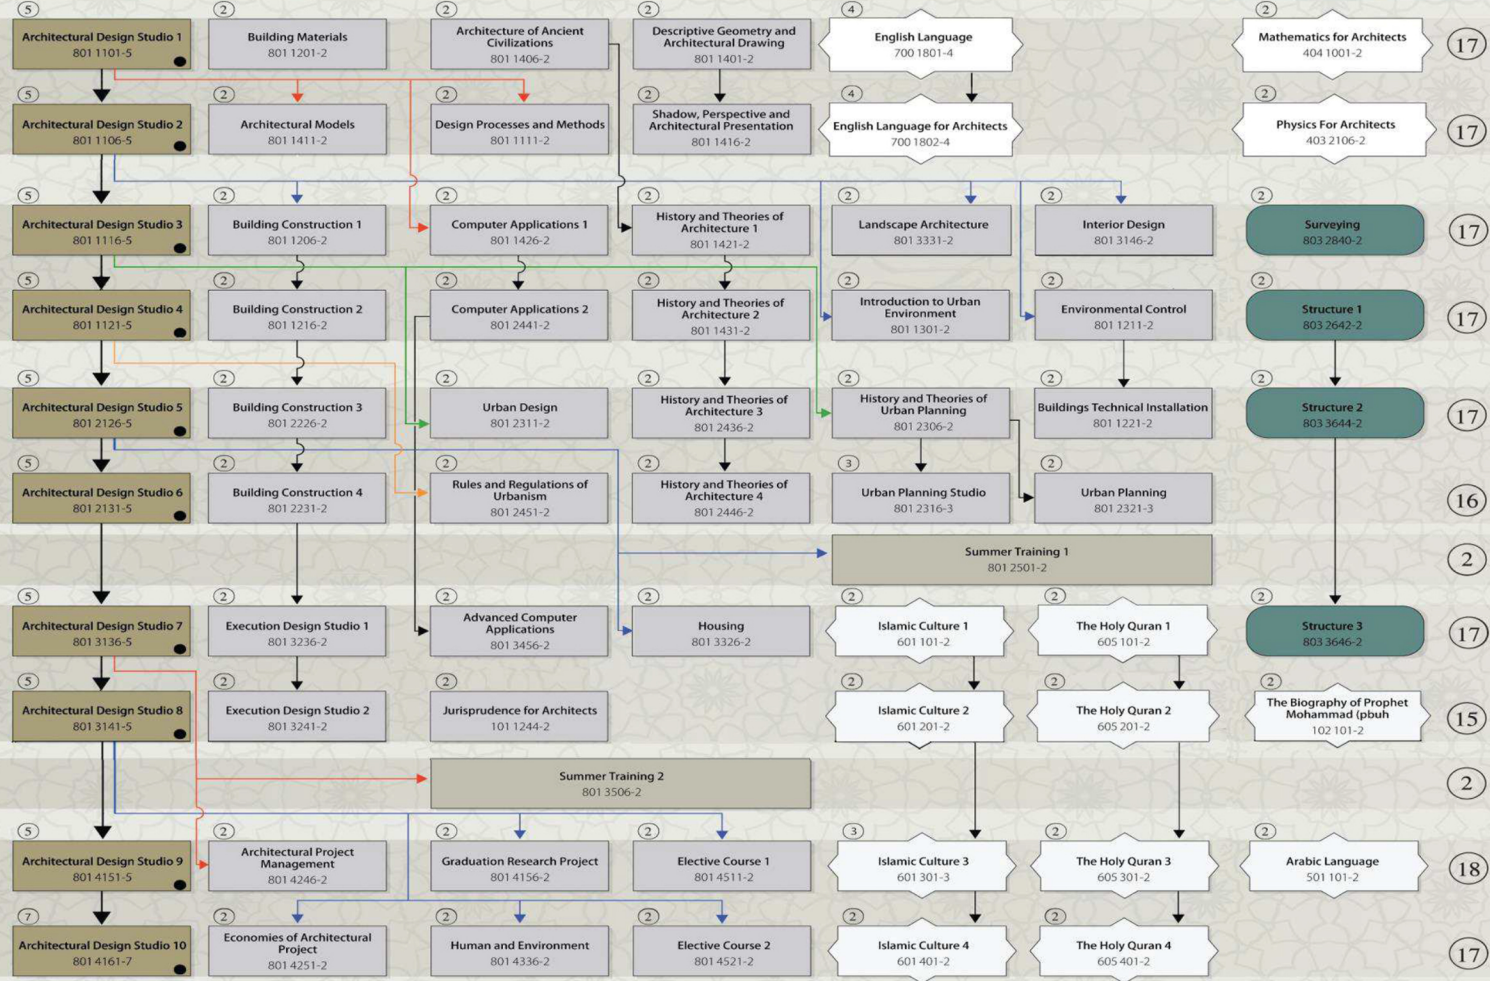 5 2 2 2 4 2
Architectural Design Studio 1
801 1101-5
Building Materials
801 1201-2
Architecture of Ancient
Civilizations
801 1406-2
Descriptive Geometry and
Architectural Drawing
801 1401-2
English Language
700 1801-4
Mathematics for Architects
404 1001-2
17
5 2 2 2 4 2
Architectural Design Studio 2
801 1106-5
Architectural Models
801 1411-2
Design Processes and Methods
801 1111-2
Shadow, Perspective and
Architectural Presentation
801 1416-2
English Language for Architects
700 1802-4
Physics For Architects
403 2106-2
17
5 2 2 2 2 2 2
Architectural Design Studio 3
801 1116-5
Building Construction 1
801 1206-2
Computer Applications 1
801 1426-2
History and Theories of
Architecture 1
801 1421-2
Landscape Architecture
801 3331-2
Interior Design
801 3146-2
Surveying
803 2840-2
17
5 2 2 2 2 2 2
Architectural Design Studio 4
801 1121-5
Building Construction 2
801 1216-2
Computer Applications 2
801 2441-2
History and Theories of
Architecture 2
801 1431-2
Introduction to Urban
Environment
801 1301-2
Environmental Control
801 1211-2
Structure 1
803 2642-2
17
5 2 2 2 2 2 2
Architectural Design Studio 5
801 2126-5
Building Construction 3
801 2226-2
Urban Design
801 2311-2
History and Theories of
Architecture 3
801 2436-2
History and Theories of
Urban Planning
801 2306-2
Buildings Technical Installation
801 1221-2
Structure 2
803 3644-2
17
5 2 2 2 3 2
Architectural Design Studio 6
801 2131-5
Building Construction 4
801 2231-2
Rules and Regulations of
Urbanism
801 2451-2
History and Theories of
Architecture 4
801 2446-2
Urban Planning Studio
801 2316-3
Urban Planning
801 2321-3
16
Summer Training 1
801 2501-2
2
5 2 2 2 2 2 2
Architectural Design Studio 7
801 3136-5
Execution Design Studio 1
801 3236-2
Advanced Computer
Applications
801 3456-2
Housing
801 3326-2
Islamic Culture 1
601 101-2
The Holy Quran 1
605 101-2
Structure 3
803 3646-2
17
5 2 2 2 2 2
Architectural Design Studio 8
801 3141-5
Execution Design Studio 2
801 3241-2
Jurisprudence for Architects
101 1244-2
Islamic Culture 2
601 201-2
The Holy Quran 2
605 201-2
The Biography of Prophet
Mohammad (pbuh
102 101-2
15
Summer Training 2
801 3506-2
2
5 2 2 2 3 2 2
Architectural Design Studio 9
801 4151-5
Architectural Project
Management
801 4246-2
Graduation Research Project
801 4156-2
Elective Course 1
801 4511-2
Islamic Culture 3
601 301-3
The Holy Quran 3
605 301-2
Arabic Language
501 101-2
18
7 2 2 2 2 2
Architectural Design Studio 10
801 4161-7
Economies of Architectural
Project
801 4251-2
Human and Environment
801 4336-2
Elective Course 2
801 4521-2
Islamic Culture 4
601 401-2
The Holy Quran 4
605 401-2
17